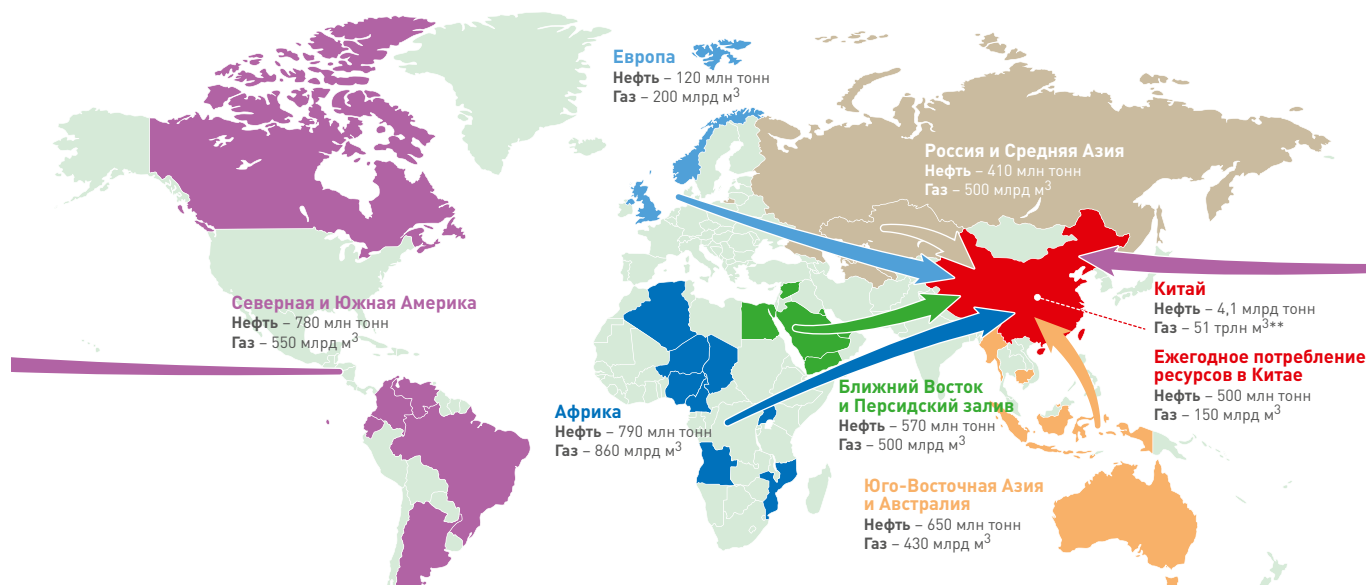 Европа
Нефть – 120 млн тонн
Газ – 200 млрд м³
Россия и Средняя Азия
Нефть – 410 млн тонн
Газ – 500 млрд м³
Северная и Южная Америка
Нефть – 780 млн тонн
Газ – 550 млрд м³
Китай
Нефть – 4,1 млрд тонн
Газ – 51 трлн м³**
Ежегодное потребление
ресурсов в Китае
Нефть – 500 млн тонн
Газ – 150 млрд м³
Африка
Нефть – 790 млн тонн
Газ – 860 млрд м³
Ближний Восток
и Персидский залив
Нефть – 570 млн тонн
Газ – 500 млрд м³
Юго-Восточная Азия
и Австралия
Нефть – 650 млн тонн
Газ – 430 млрд м³